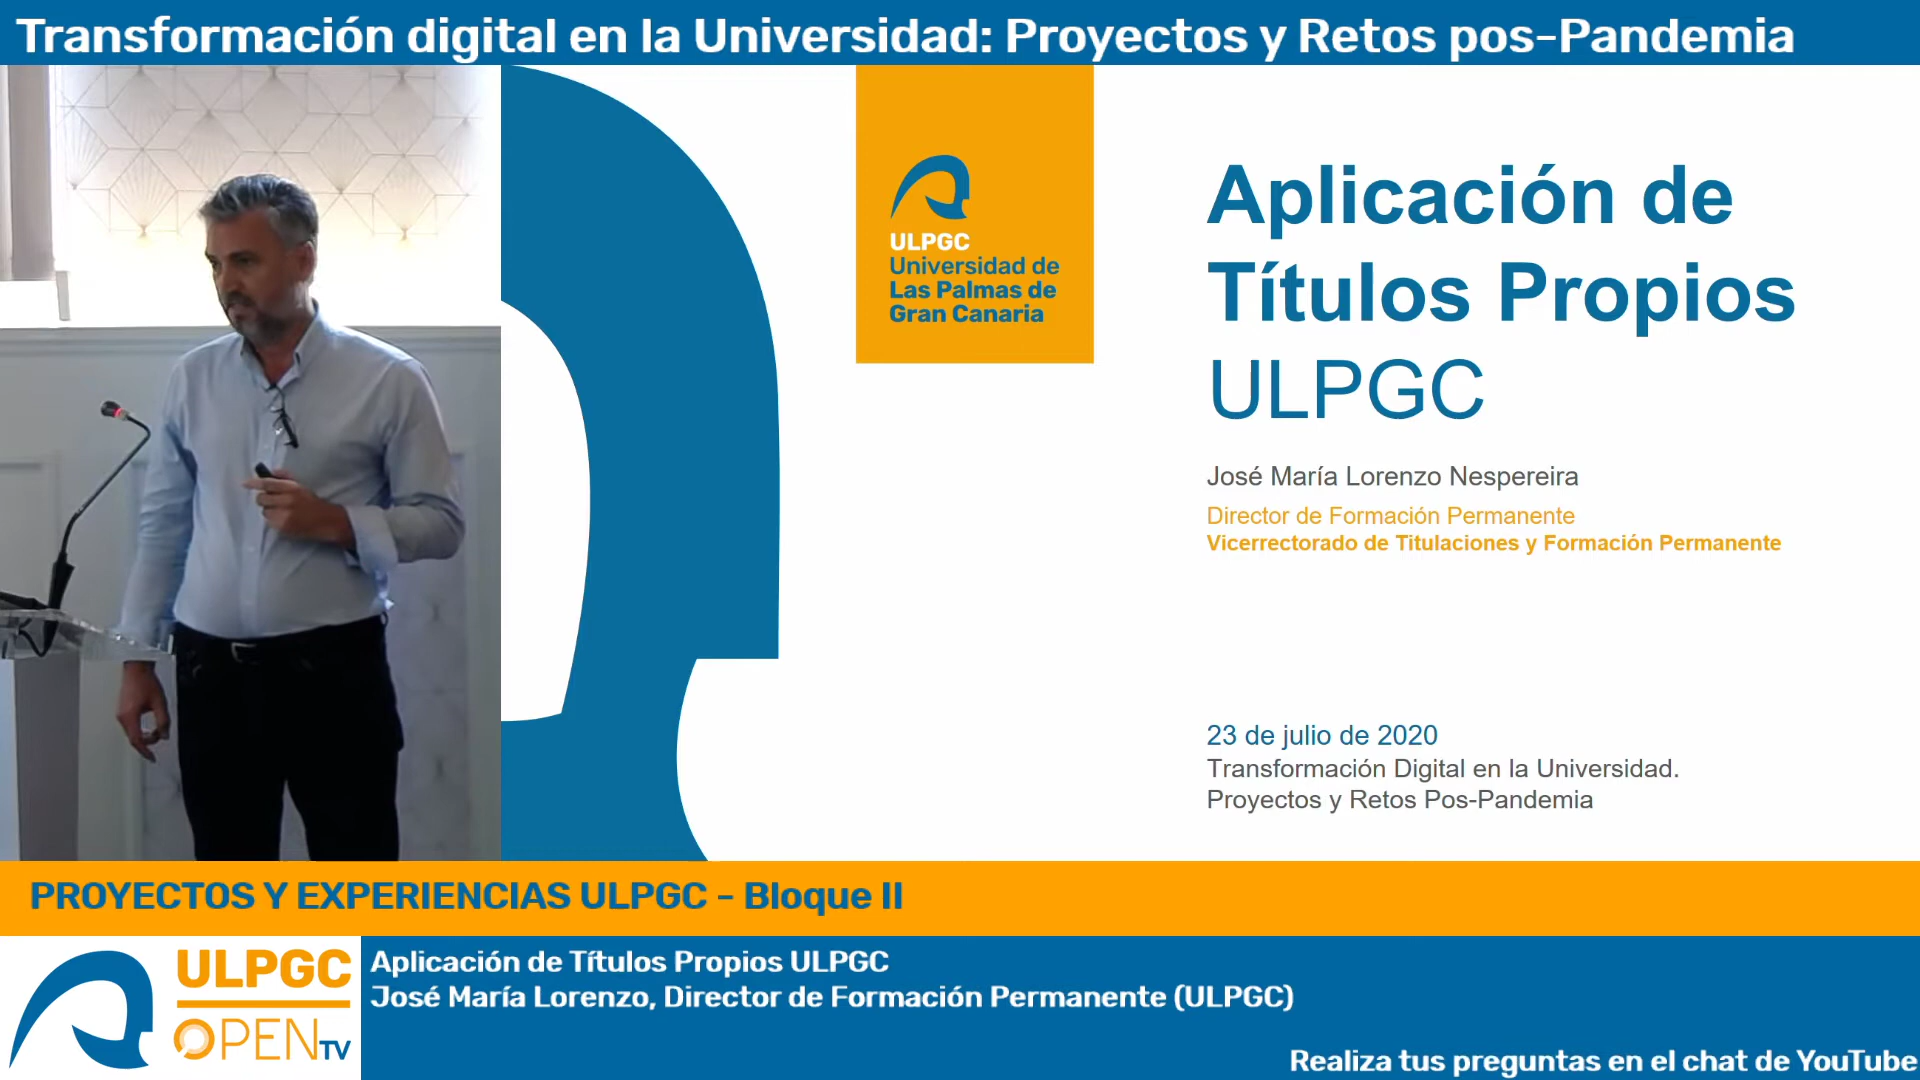 Transformación digital en la Universidad: Proyectos y Retos pos-Pandemia
ULPGC
Universidad de
Las Palmas de
Gran Canaria
Aplicación de
Títulos Propios
ULPGC
José María Lorenzo Nespereira
Director de Formación Permanente
Vicerrectorado de Titulaciones y Formación Permanente
23 de julio de 2020
Transformación Digital en la Universidad.
Proyectos y Retos Pos-Pandemia
PROYECTOS Y EXPERIENCIAS ULPGC - Bloque II
ULPGC
OPENTV
Aplicación de Títulos Propios ULPGC
José María Lorenzo, Director de Formación Permanente (ULPGC)
Realiza tus preguntas en el chat de YouTube